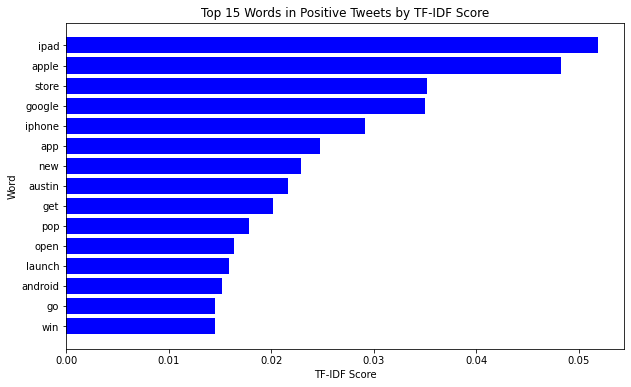 Top 15 Words in Positive Tweets by TF-IDF Score
ipad
apple
store
google
iphone
app
new
austin
get
pop
open
launch
android
go
win
Word
0.00 0.01 0.02 0.03 0.04 0.05
TF-IDF Score